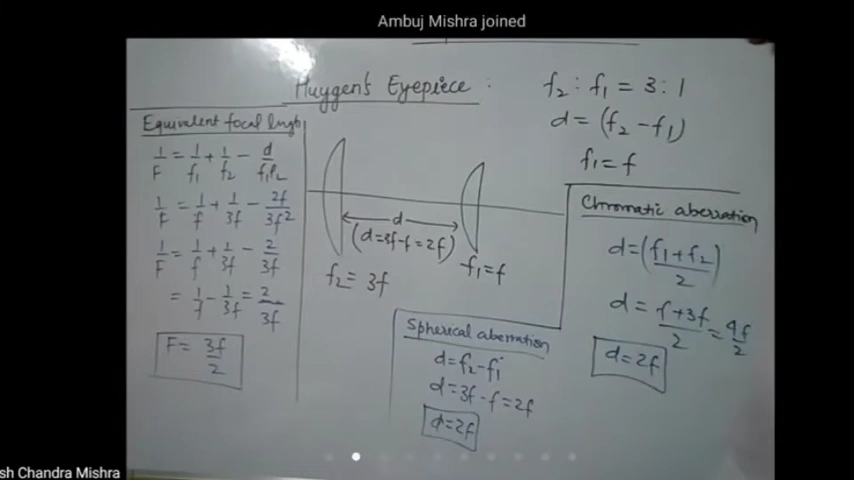 Ambuj Mishra joined
Huygen's Eyepiece :
f₂ : f₁ = 3 : 1
d = (f₂ - f₁)
f₁ = f
Equivalent focal lngth
1/F = 1/f₁ + 1/f₂ - d/f₁f₂
1/F = 1/f + 1/3f - 2f/3f²
1/F = 1/f + 1/3f - 2/3f
= 1/f - 1/3f = 2/3f
F = 3f/2
d
(d=3f-f=2f)
f₂ = 3f
f₁ = f
Spherical aberration
d = f₂ - f₁
d = 3f - f = 2f
d = 2f
Chromatic aberration
d = (f₁ + f₂)/2
d = f + 3f/2 = 4f/2
d = 2f
sh Chandra Mishra